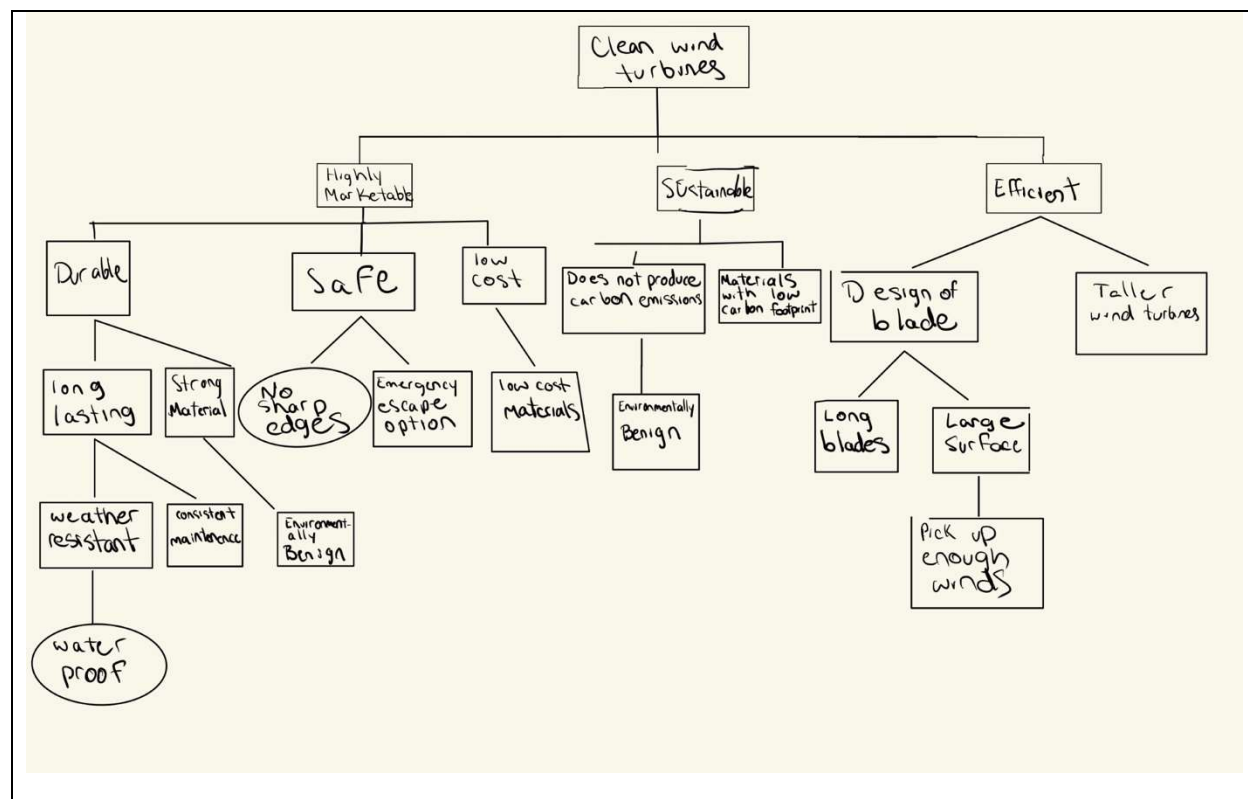 Clean wind
turbines
Highly
Marketable
Sustainable
Efficient
Durable
Safe
low
cost
Does not produce
carbon emissions
Materials
with low
carbon footprint
Design of
blade
Taller
wind turbines
long
lasting
Strong
Material
No
sharp
edges
Emergency
escape
option
low cost
Materials
Environmentally
Benign
Long
blades
Large
surface
weather
resistant
consistent
maintenence
Environment-
ally
Benign
Pick up
enough
winds
water
proof